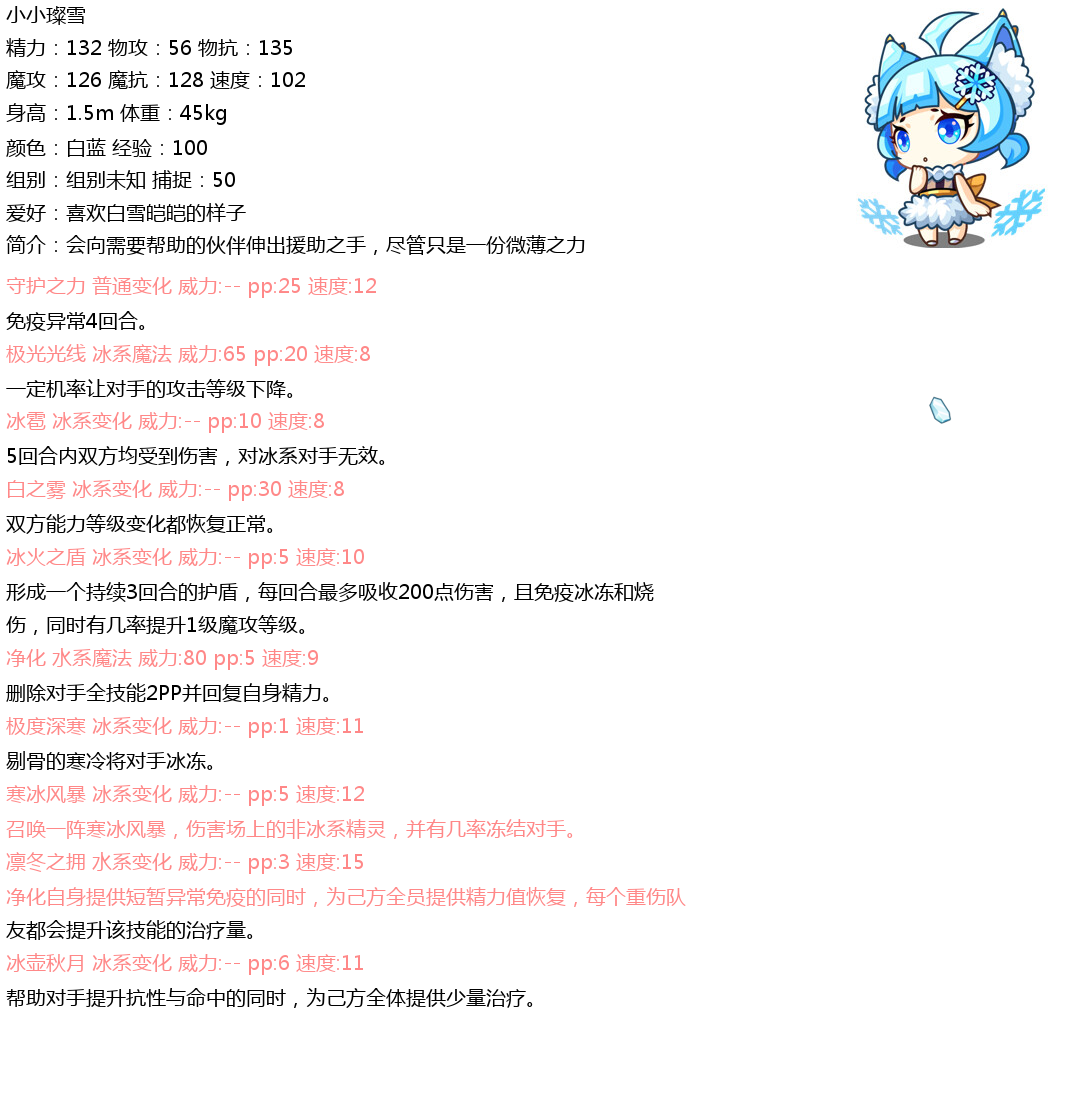 小小璨雪
精力：132 物攻：56 物抗：135
魔攻：126 魔抗：128 速度：102
身高：1.5m 体重：45kg
颜色：白蓝 经验：100
组别：组别未知 捕捉：50
爱好：喜欢白雪皑皑的样子
简介：会向需要帮助的伙伴伸出援助之手，尽管只是一份微薄之力
守护之力 普通变化 威力:-- pp:25 速度:12
免疫异常4回合。
极光光线 冰系魔法 威力:65 pp:20 速度:8
一定机率让对手的攻击等级下降。
冰雹 冰系变化 威力:-- pp:10 速度:8
5回合内双方均受到伤害，对冰系对手无效。
白之雾 冰系变化 威力:-- pp:30 速度:8
双方能力等级变化都恢复正常。
冰火之盾 冰系变化 威力:-- pp:5 速度:10
形成一个持续3回合的护盾，每回合最多吸收200点伤害，且免疫冰冻和烧
伤，同时有几率提升1级魔攻等级。
净化 水系魔法 威力:80 pp:5 速度:9
删除对手全技能2PP并回复自身精力。
极度深寒 冰系变化 威力:-- pp:1 速度:11
剔骨的寒冷将对手冰冻。
寒冰风暴 冰系变化 威力:-- pp:5 速度:12
召唤一阵寒冰风暴，伤害场上的非冰系精灵，并有几率冻结对手。
凛冬之拥 水系变化 威力:-- pp:3 速度:15
净化自身提供短暂异常免疫的同时，为己方全员提供精力值恢复，每个重伤队
友都会提升该技能的治疗量。
冰壶秋月 冰系变化 威力:-- pp:6 速度:11
帮助对手提升抗性与命中的同时，为己方全体提供少量治疗。